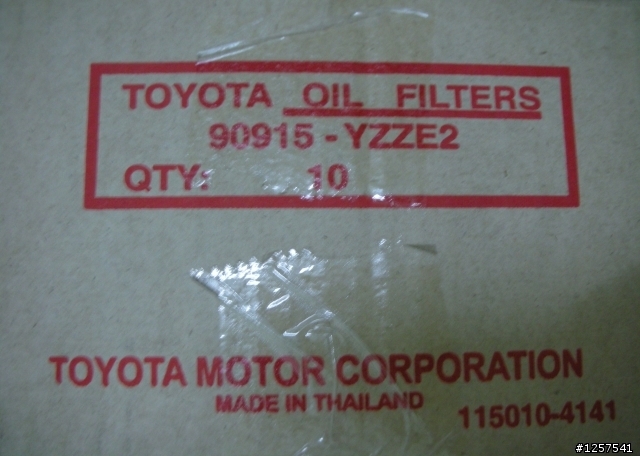 TOYOTA OIL FILTERS
90915-YZZE2
QTY: 10
TOYOTA MOTOR CORPORATION
MADE IN THAILAND
115010-4141
#1257541